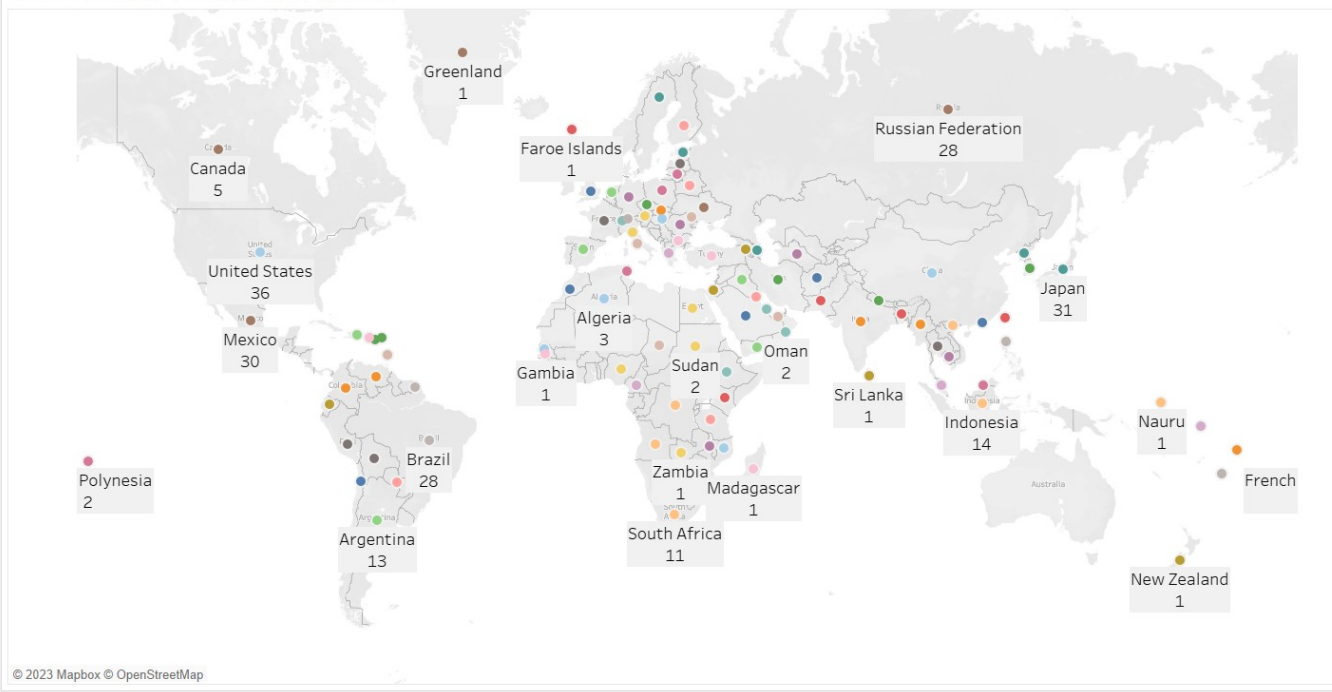 Greenland
1
Faroe Islands
1
Russian Federation
28
Canada
5
United States
36
Mexico
30
Japan
31
Algeria
3
Sudan
2
Oman
2
Gambia
1
Sri Lanka
1
Indonesia
14
Nauru
1
Brazil
28
Zambia
1
Madagascar
1
Polynesia
2
French
Australia
Argentina
13
South Africa
11
New Zealand
1
© 2023 Mapbox © OpenStreetMap